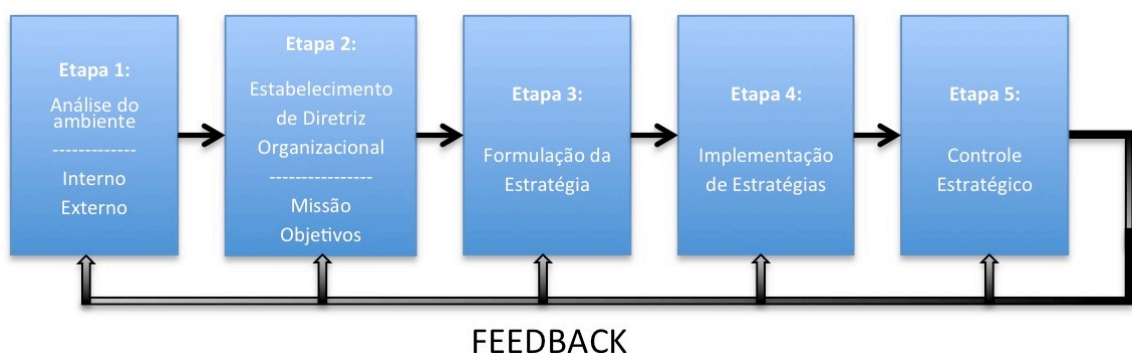 Etapa 1:
Análise do
ambiente
-------------
Interno
Externo
Etapa 2:
Estabelecimento
de Diretriz
Organizacional
----------------
Missão
Objetivos
Etapa 3:
Formulação da
Estratégia
Etapa 4:
Implementação
de Estratégias
Etapa 5:
Controle
Estratégico
FEEDBACK